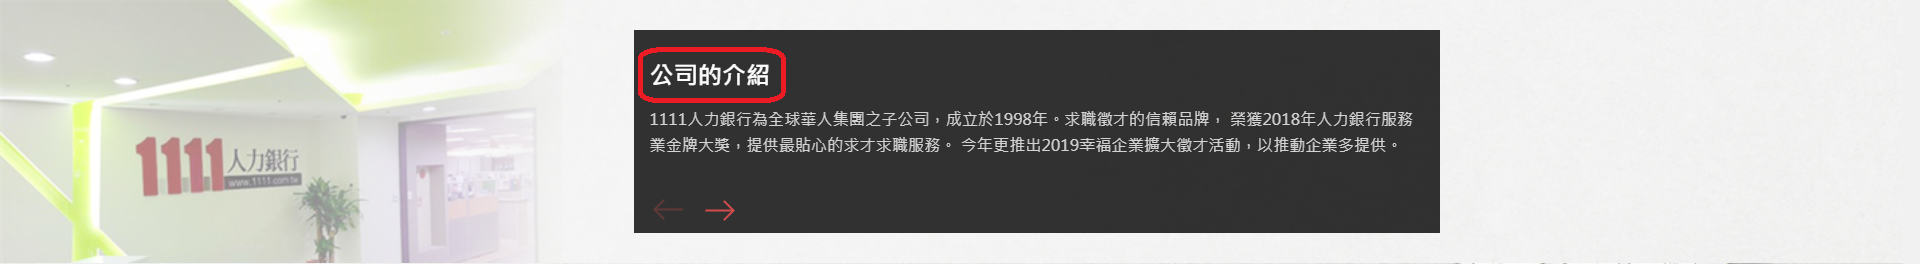 公司的介紹
1111人力銀行為全球華人集團之子公司，成立於1998年。求職徵才的信賴品牌， 榮獲2018年人力銀行服務
業金牌大獎，提供最貼心的求才求職服務。 今年更推出2019幸福企業擴大徵才活動，以推動企業多提供。
1111人力銀行
www.1111.com.tw